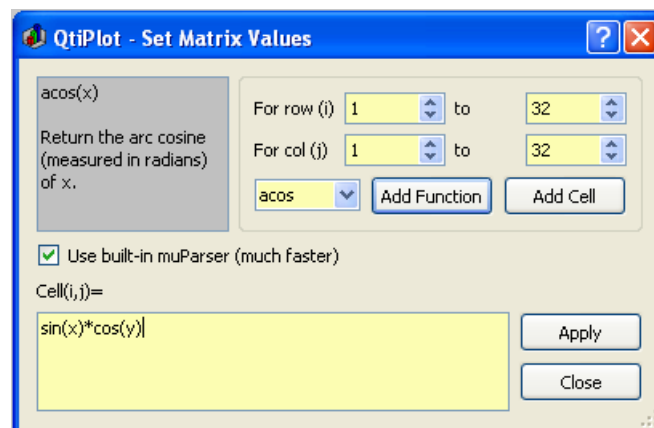 QtiPlot - Set Matrix Values
acos(x)
Return the arc cosine
(measured in radians)
of x.
For row (i) 1 to 32
For col (j) 1 to 32
acos Add Function Add Cell
Use built-in muParser (much faster)
Cell(i,j)=
sin(x)*cos(y)
Apply
Close